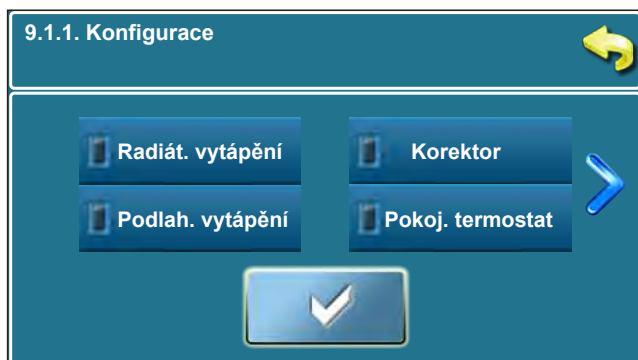 9.1.1. Konfigurace
Radiát. vytápění
Korektor
Podlah. vytápění
Pokoj. termostat